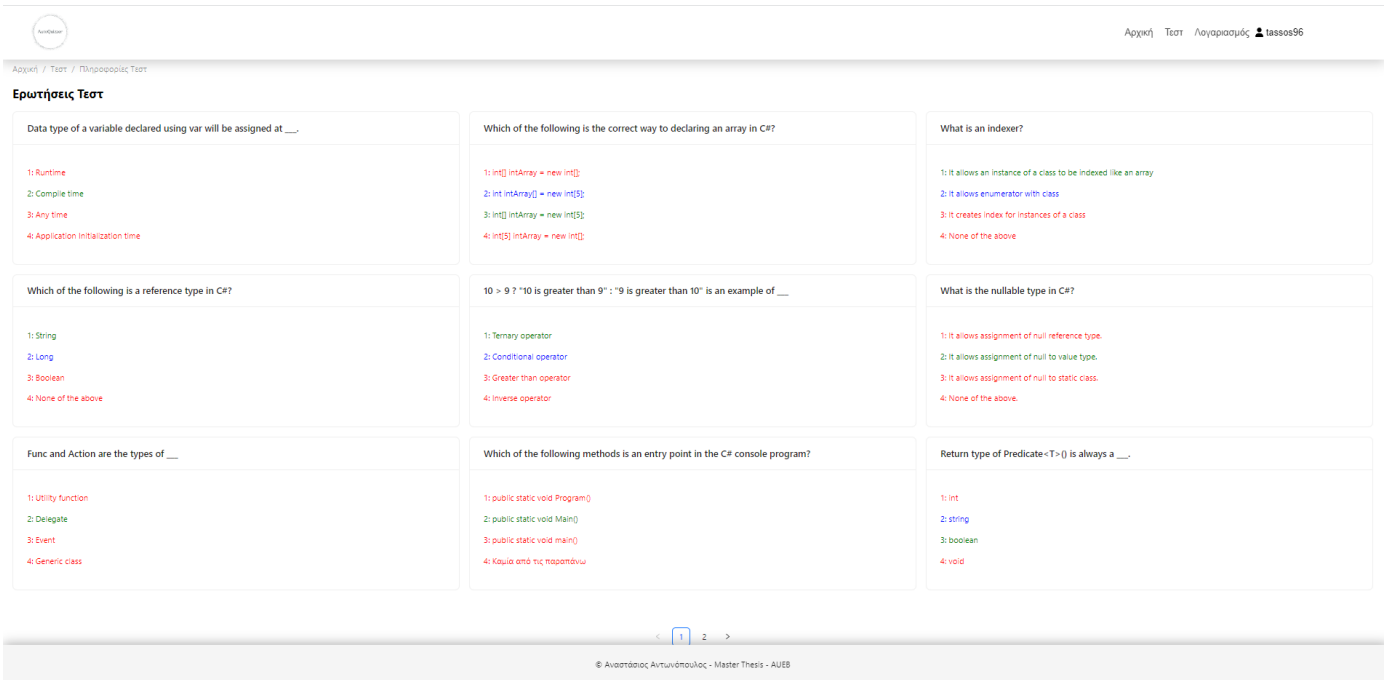 Αρχική Τεστ Λογαριασμός tassos96
Αρχική / Τεστ / Πληροφορίες Τεστ
Ερωτήσεις Τεστ
Data type of a variable declared using var will be assigned at ___.
1: Runtime
2: Compile time
3: Any time
4: Application Initialization time
Which of the following is the correct way to declaring an array in C#?
1: int[] intArray = new int[];
2: int intArray[] = new int[5];
3: int[] intArray = new int[5];
4: int[5] intArray = new int[];
What is an indexer?
1: It allows an instance of a class to be indexed like an array
2: It allows enumerator with class
3: It creates index for instances of a class
4: None of the above
Which of the following is a reference type in C#?
1: String
2: Long
3: Boolean
4: None of the above
10 > 9 ? "10 is greater than 9" : "9 is greater than 10" is an example of ___
1: Ternary operator
2: Conditional operator
3: Greater than operator
4: Inverse operator
What is the nullable type in C#?
1: It allows assignment of null reference type.
2: It allows assignment of null to value type.
3: It allows assignment of null to static class.
4: None of the above.
Func and Action are the types of ___
1: Utility function
2: Delegate
3: Event
4: Generic class
Which of the following methods is an entry point in the C# console program?
1: public static void Program()
2: public static void Main()
3: public static void main()
4: Καμία από τις παραπάνω
Return type of Predicate<T>() is always a ___.
1: int
2: string
3: boolean
4: void
< 1 2 >
© Αναστάσιος Αντωνόπουλος - Master Thesis - AUEB